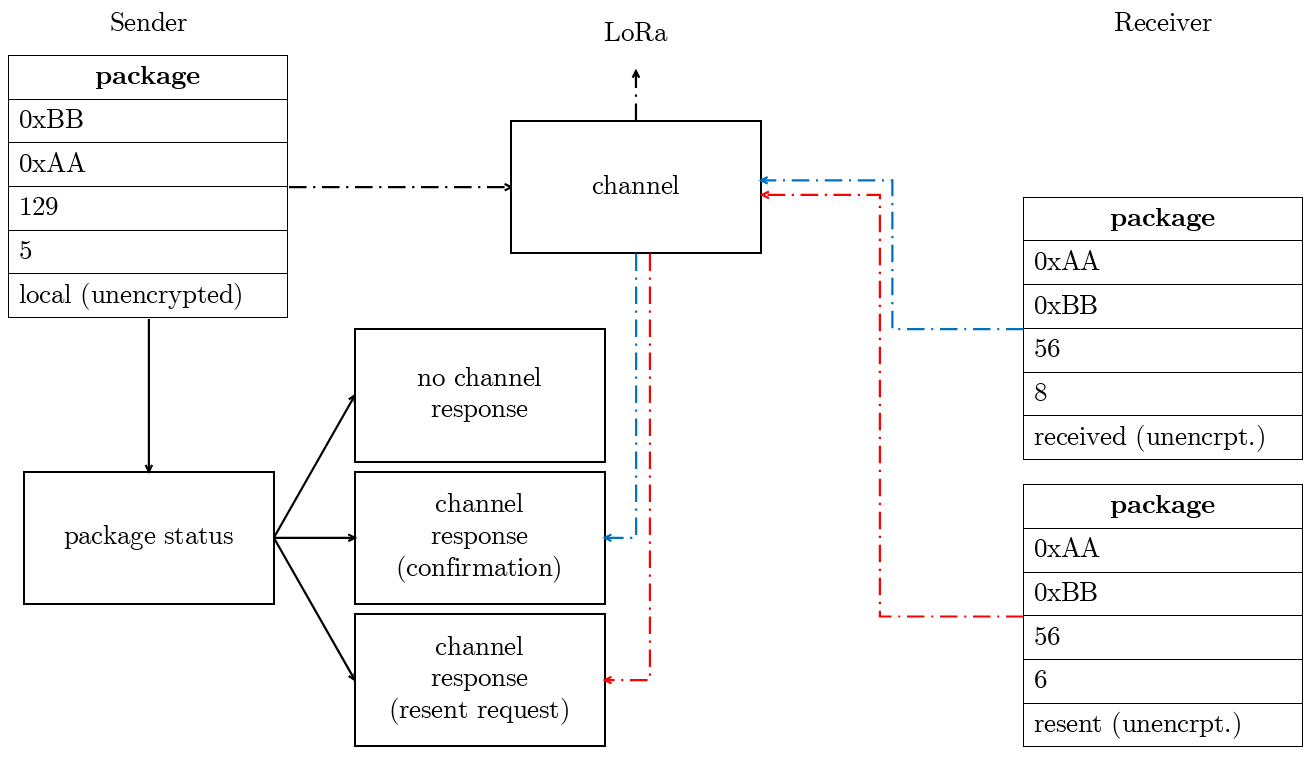 Sender
LoRa
Receiver
package
0xBB
0xAA
129
5
local (unencrypted)
channel
package
0xAA
0xBB
56
8
received (unencrpt.)
no channel
response
package status
channel
response
(confirmation)
channel
response
(resent request)
package
0xAA
0xBB
56
6
resent (unencrpt.)